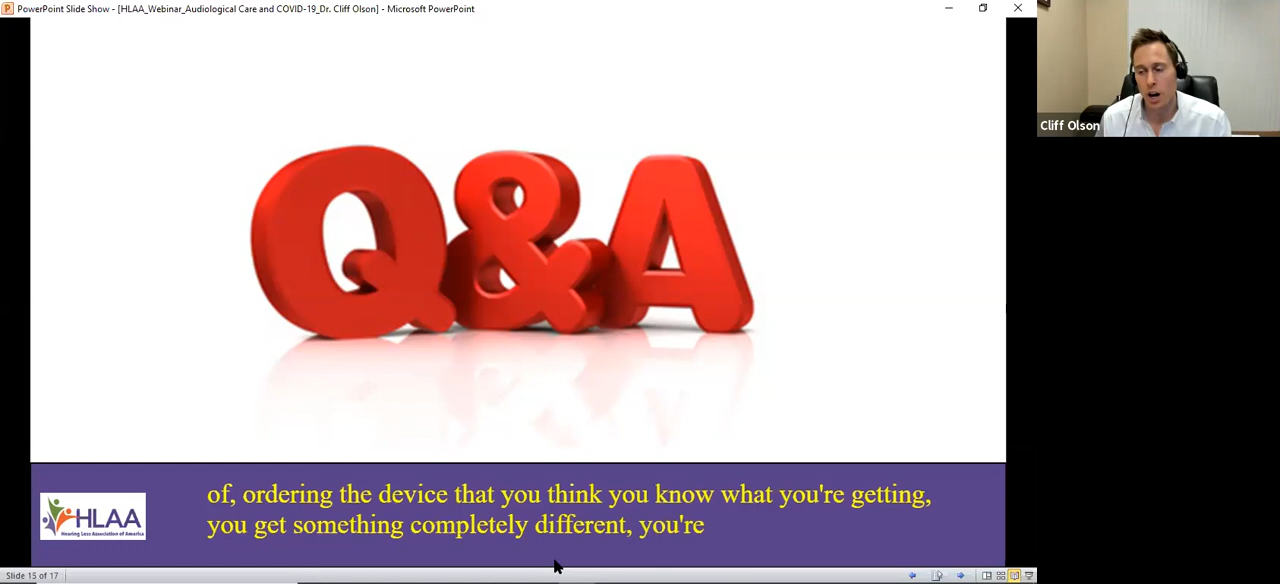 PowerPoint Slide Show - [HLAA_Webinar_Audiological Care and COVID-19_Dr. Cliff Olson] - Microsoft PowerPoint
Cliff Olson
Q&A
of, ordering the device that you think you know what you're getting,
you get something completely different, you're
HLAA
Hearing Loss Association of America
Slide 15 of 17